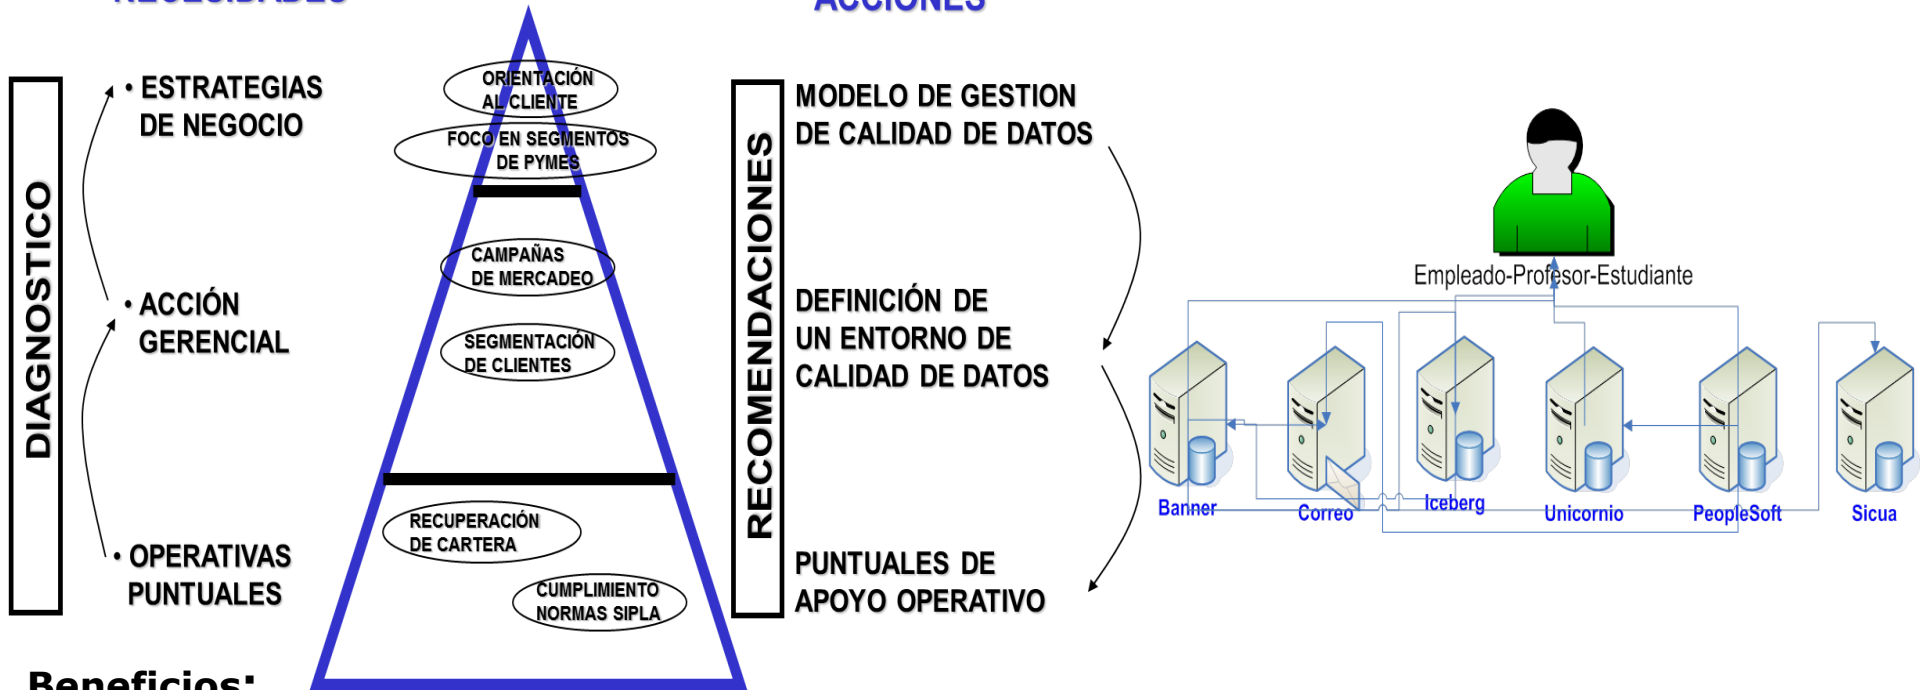 NECESIDADES
ACCIONES
DIAGNOSTICO
• ESTRATEGIAS
DE NEGOCIO
• ACCIÓN
GERENCIAL
• OPERATIVAS
PUNTUALES
ORIENTACIÓN
AL CLIENTE
FOCO EN SEGMENTOS
DE PYMES
CAMPAÑAS
DE MERCADEO
SEGMENTACIÓN
DE CLIENTES
RECUPERACIÓN
DE CARTERA
CUMPLIMIENTO
NORMAS SIPLA
RECOMENDACIONES
MODELO DE GESTION
DE CALIDAD DE DATOS
DEFINICIÓN DE
UN ENTORNO DE
CALIDAD DE DATOS
PUNTUALES DE
APOYO OPERATIVO
Empleado-Profesor-Estudiante
Banner
Correo
Iceberg
Unicornio
PeopleSoft
Sicua
Beneficios: